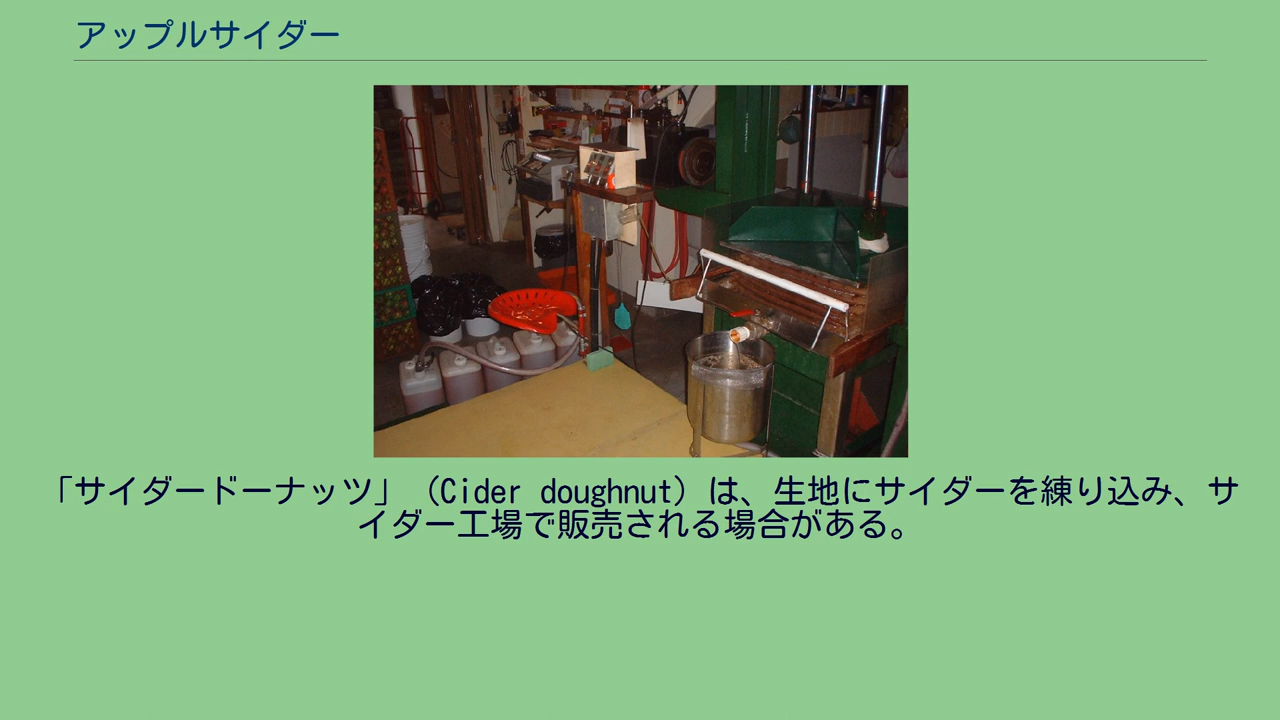 アップルサイダー
「サイダードーナッツ」（Cider doughnut）は、生地にサイダーを練り込み、サ
イダー工場で販売される場合がある。